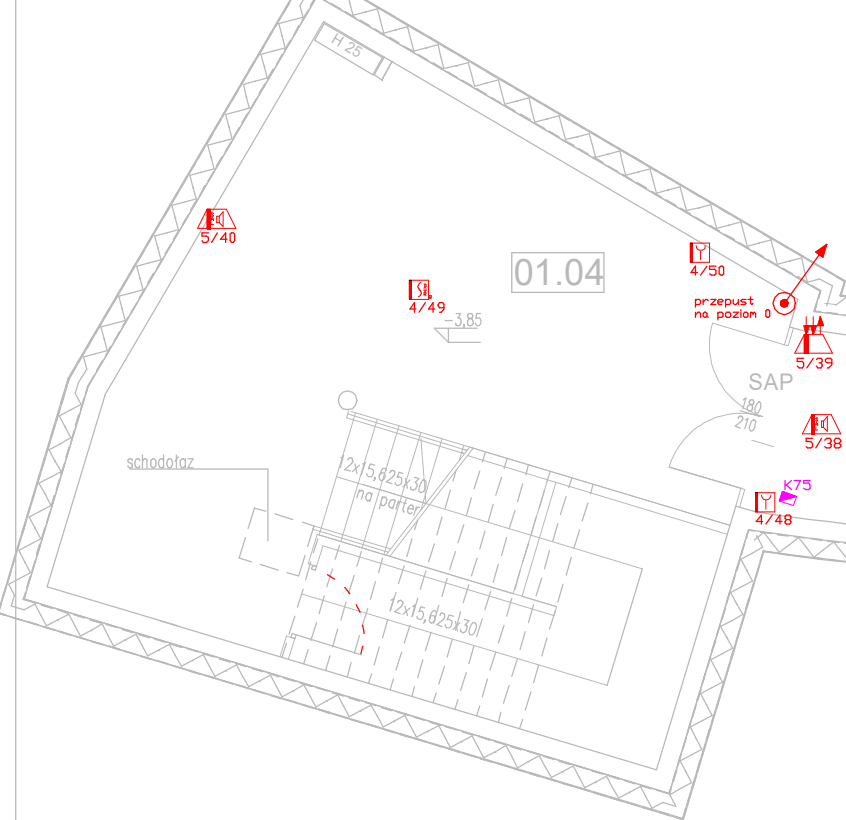 H 25
5/40
4/49
01.04
4/50
-3,85
przepust
na poziom 0
5/39
SAP
180
210
5/38
schodołaz
12x15,625x30
na parter
K75
4/48
12x15,625x30